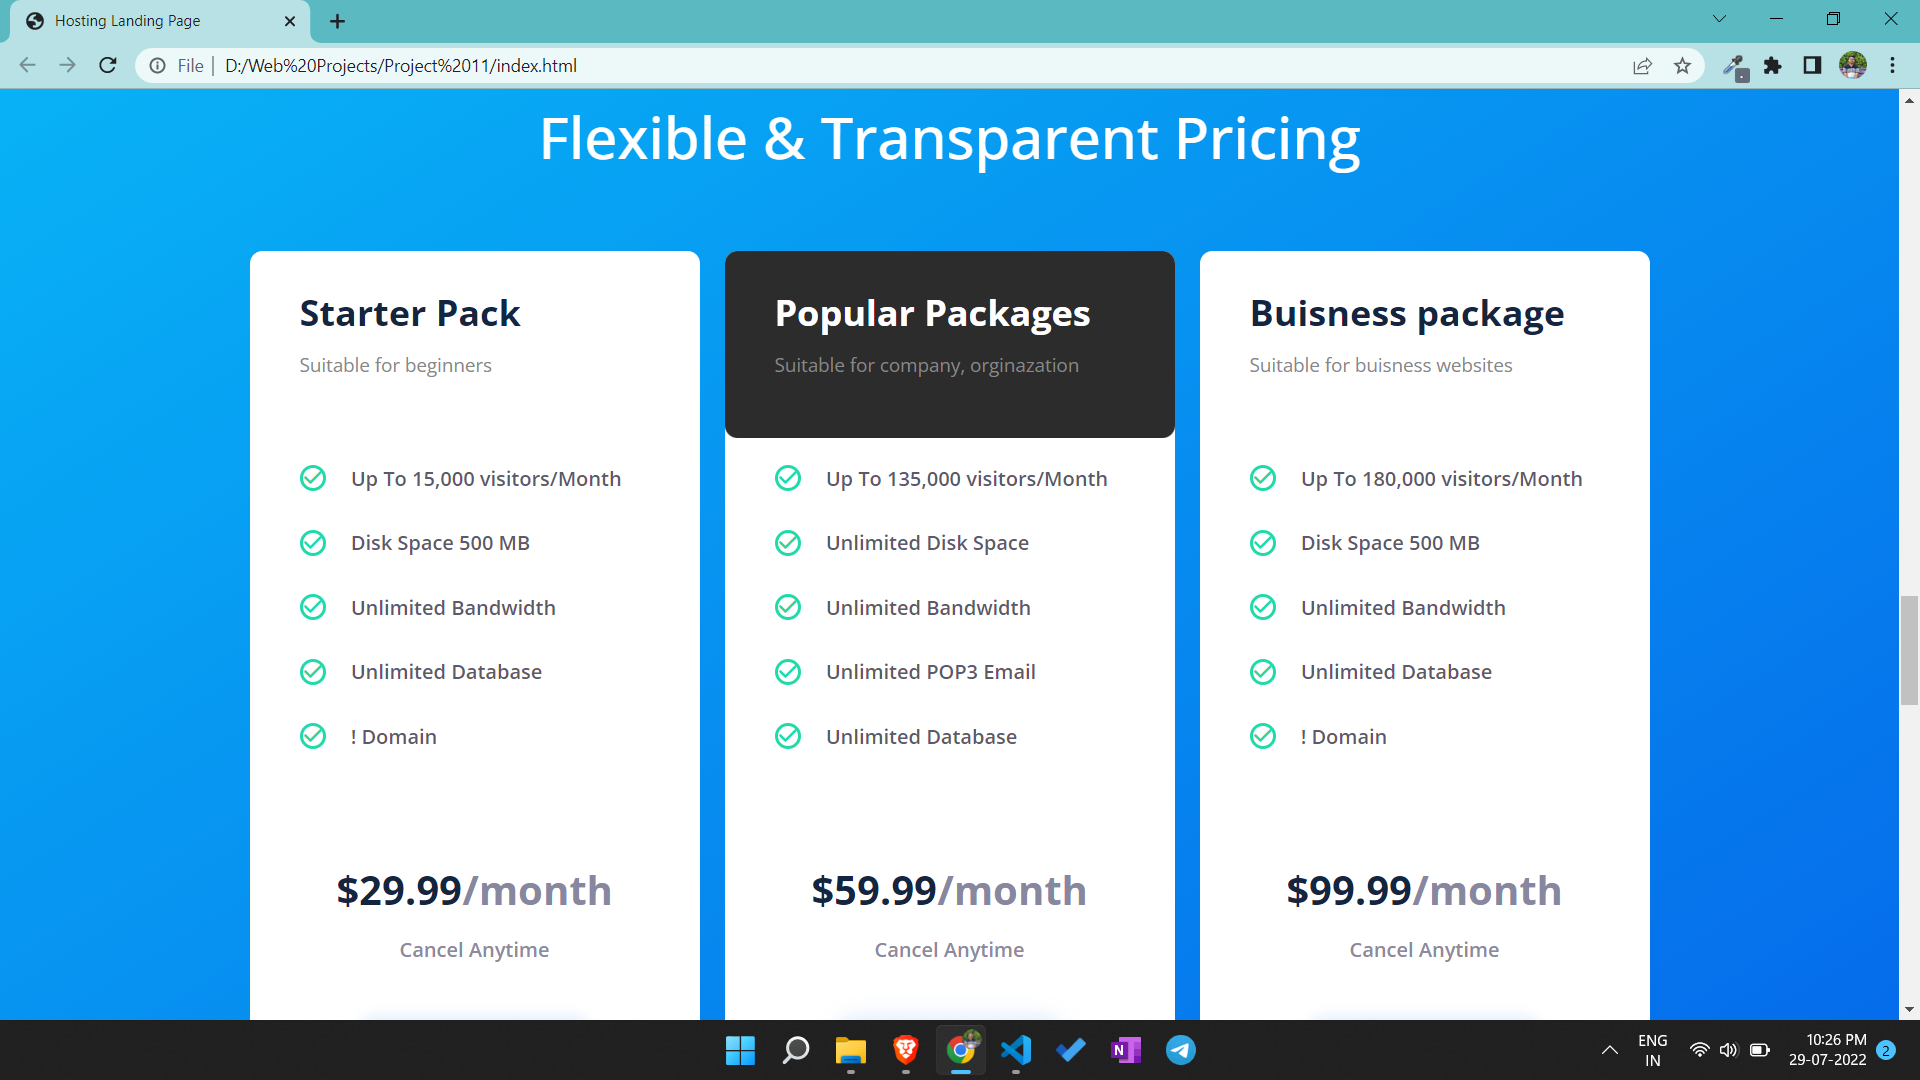 Hosting Landing Page
File | D:/Web%20Projects/Project%2011/index.html
Flexible & Transparent Pricing
Starter Pack
Suitable for beginners
Up To 15,000 visitors/Month
Disk Space 500 MB
Unlimited Bandwidth
Unlimited Database
! Domain
$29.99/month
Cancel Anytime
Popular Packages
Suitable for company, orginazation
Up To 135,000 visitors/Month
Unlimited Disk Space
Unlimited Bandwidth
Unlimited POP3 Email
Unlimited Database
$59.99/month
Cancel Anytime
Buisness package
Suitable for buisness websites
Up To 180,000 visitors/Month
Disk Space 500 MB
Unlimited Bandwidth
Unlimited Database
! Domain
$99.99/month
Cancel Anytime
N
ENG
IN
10:26 PM
29-07-2022
2